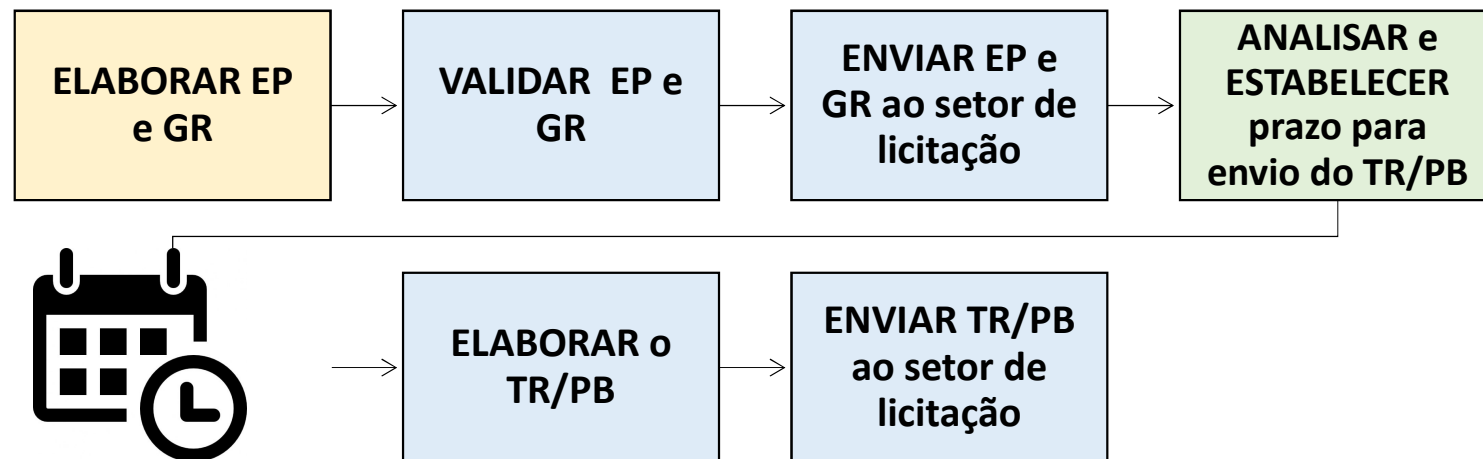 ELABORAR EP
e GR
VALIDAR EP e
GR
ENVIAR EP e
GR ao setor de
licitação
ANALISAR e
ESTABELECER
prazo para
envio do TR/PB
ELABORAR o
TR/PB
ENVIAR TR/PB
ao setor de
licitação